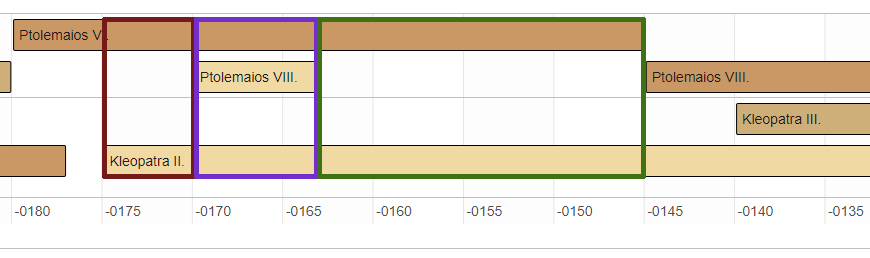 Ptolemaios V.
Ptolemaios VIII.
Ptolemaios VIII.
Kleopatra III.
Kleopatra II.
-0180 -0175 -0170 -0165 -0160 -0155 -0150 -0145 -0140 -0135